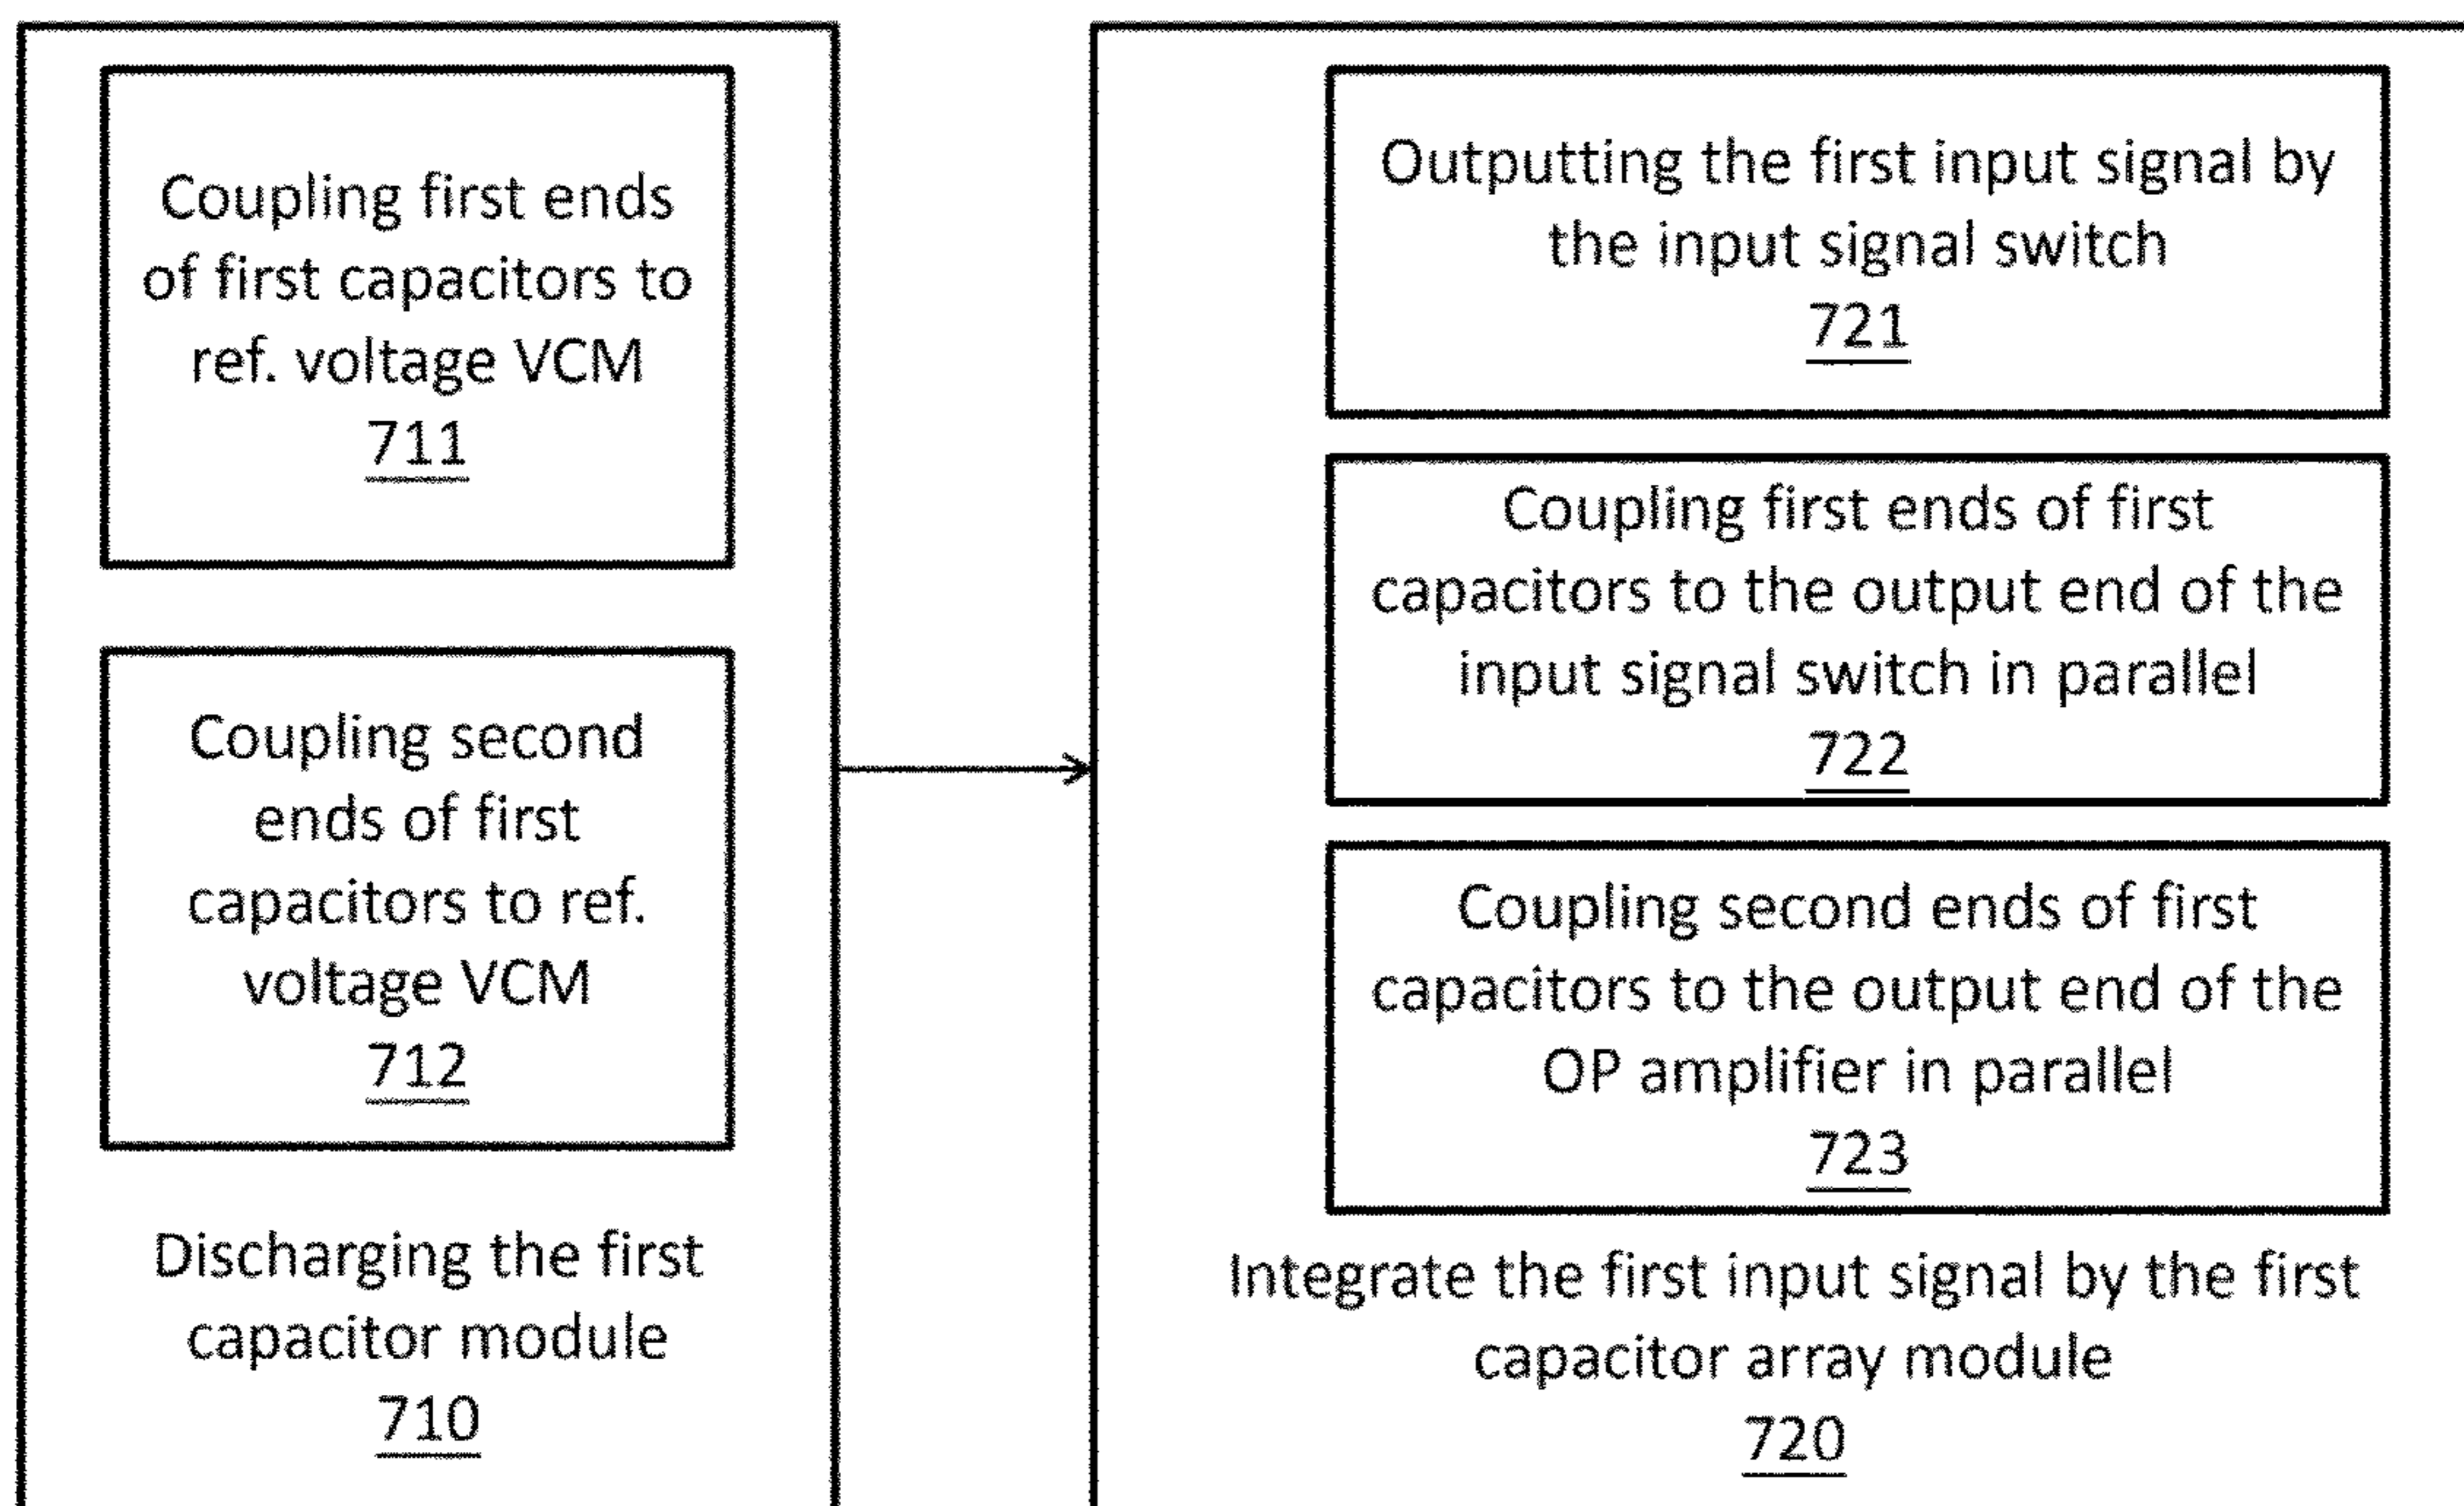 Coupling first ends
of first capacitors to
ref. voltage VCM
711
Coupling second
ends of first
capacitors to ref.
voltage VCM
712
Discharging the first
capacitor module
710
Outputting the first input signal by
the input signal switch
721
Coupling first ends of first
capacitors to the output end of the
input signal switch in parallel
722
Coupling second ends of first
capacitors to the output end of the
OP amplifier in parallel
723
Integrate the first input signal by the first
capacitor array module
720